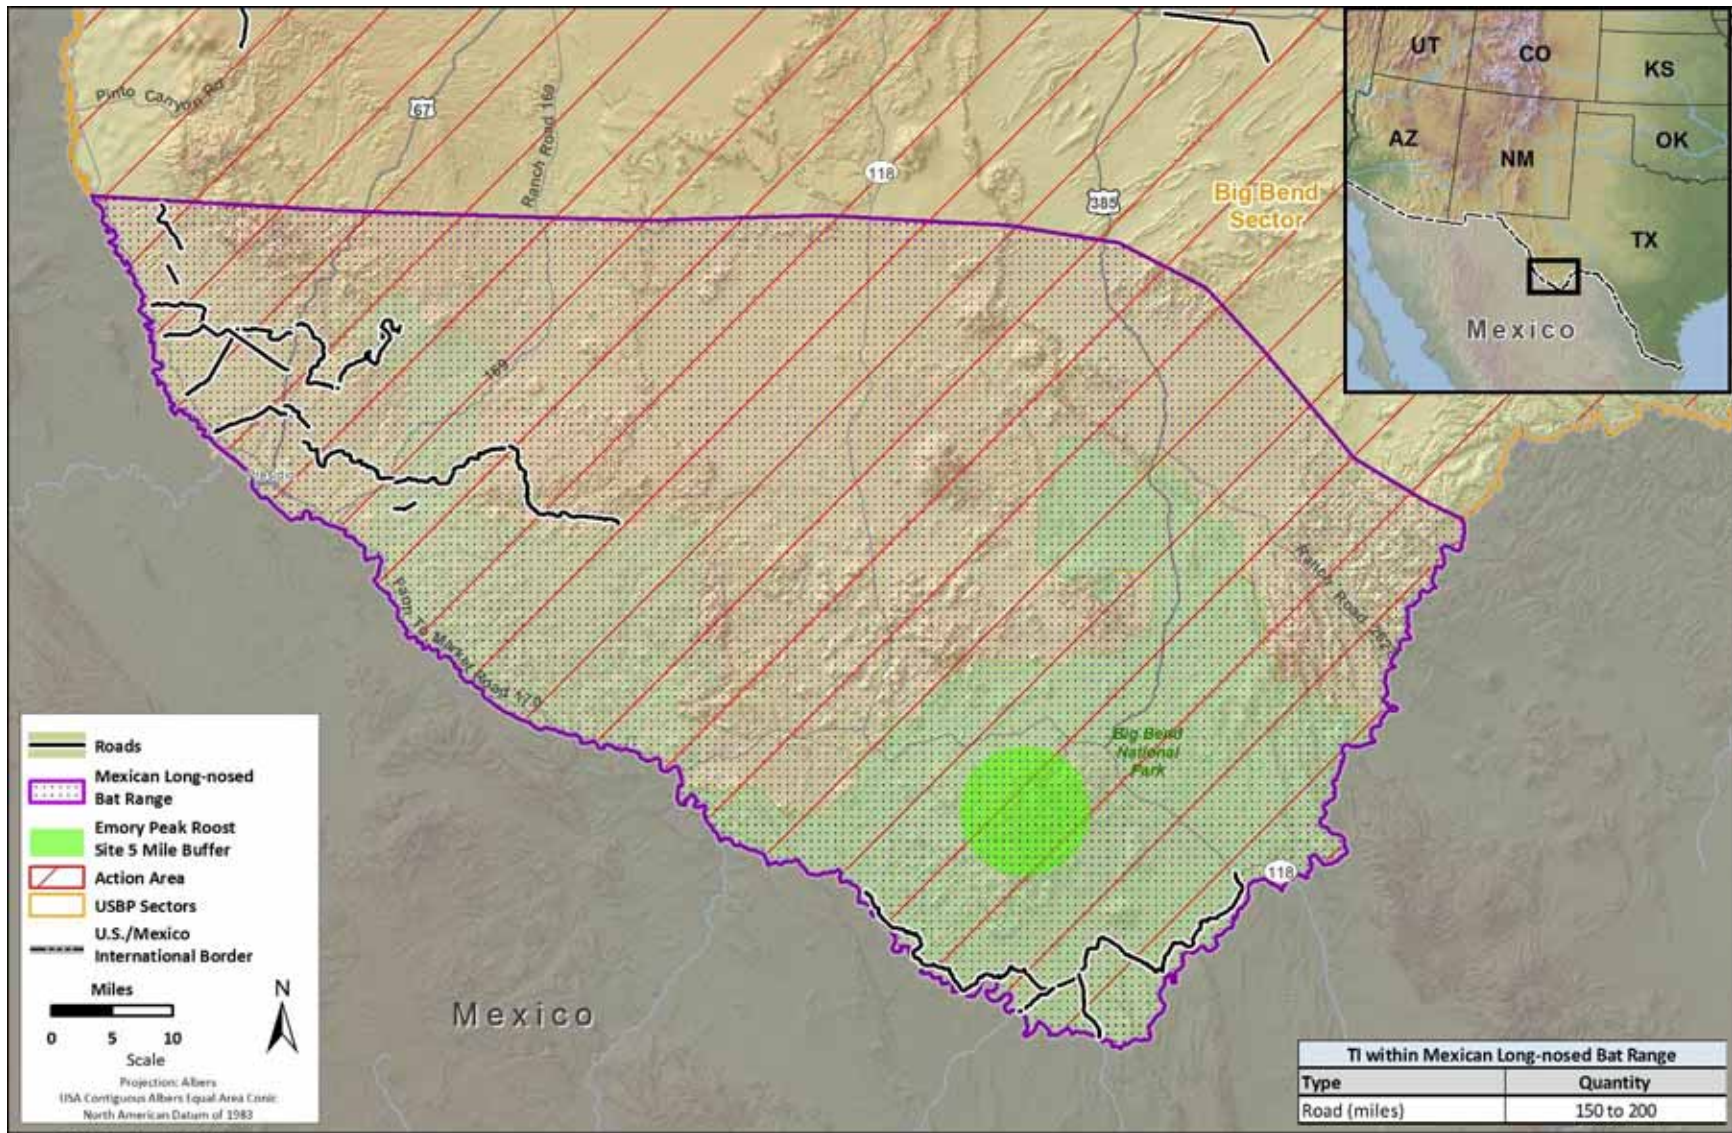 Pinto Canyon Rd
67
Ranch Road 169
118
385
Big Bend
Sector
UT
CO
KS
AZ
NM
OK
TX
Mexico
169
Ranch Road
Farm To Market Road 170
Big Bend
National
Park
118
Mexico
Roads
Mexican Long-nosed
Bat Range
Emory Peak Roost
Site 5 Mile Buffer
Action Area
USBP Sectors
U.S./Mexico
International Border
Miles
0 5 10
Scale
N
Projection: Albers
USA Contiguous Albers Equal Area Conic
North American Datum of 1983
TI within Mexican Long-nosed Bat Range
Type Quantity
Road (miles) 150 to 200